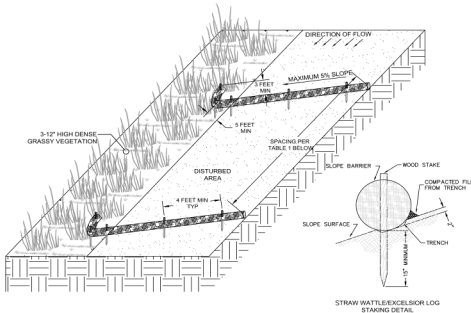 DIRECTION OF FLOW
3 FEET
MIN
MAXIMUM 5% SLOPE
3-12" HIGH DENSE
GRASSY VEGETATION
5 FEET
MIN
SPACING PER
TABLE 1 BELOW
DISTURBED
AREA
4 FEET MIN
TYP
SLOPE BARRIER
WOOD STAKE
COMPACTED FIL
FROM TRENCH
SLOPE SURFACE
TRENCH
2"
15" MINIMUM
STRAW WATTLE/EXCELSIOR LOG
STAKING DETAIL